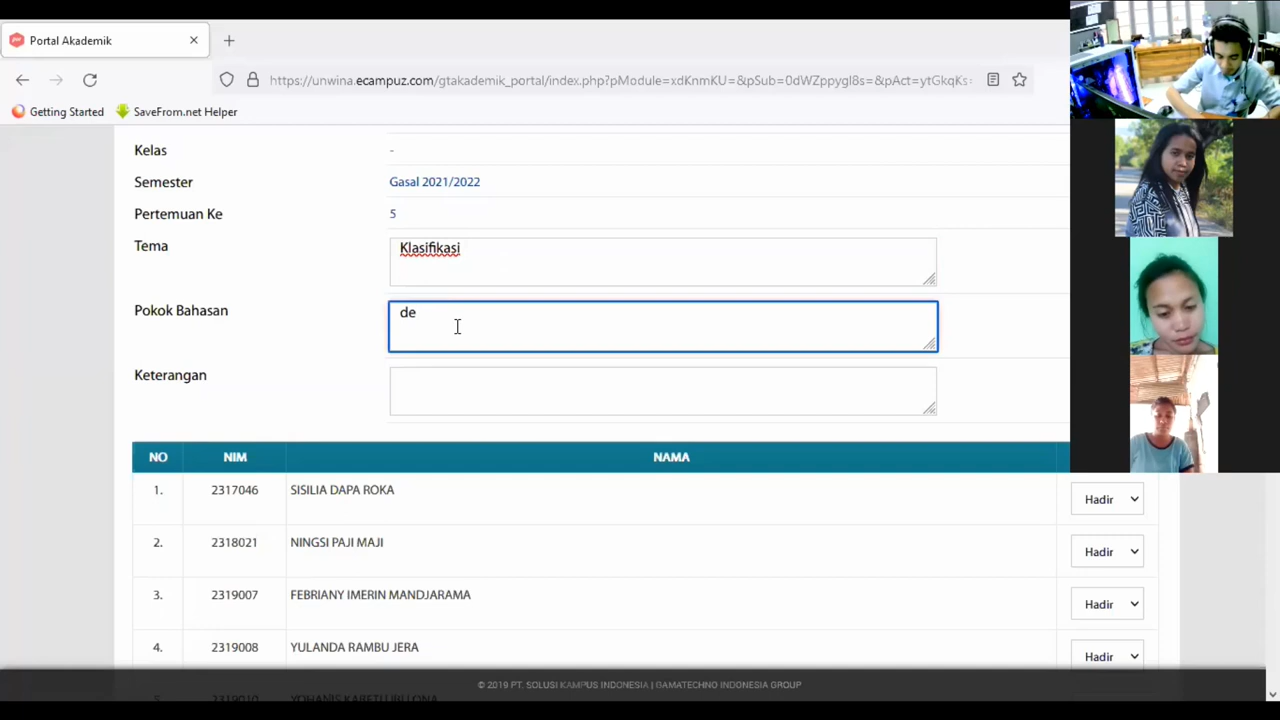 Portal Akademik
https://unwina.ecampuz.com/gtakademik_portal/index.php?pModule=xdKnmKU=&pSub=0dWZppygl8s=&pAct=ytGkqKs=
Getting Started SaveFrom.net Helper
Kelas -
Semester Gasal 2021/2022
Pertemuan Ke 5
Tema Klasifikasi
Pokok Bahasan de
Keterangan
NO NIM NAMA
1. 2317046 SISILIA DAPA ROKA Hadir
2. 2318021 NINGSI PAJI MAJI Hadir
3. 2319007 FEBRIANY IMERIN MANDJARAMA Hadir
4. 2319008 YULANDA RAMBU JERA Hadir
© 2019 PT. SOLUSI KAMPUS INDONESIA | GAMATECHNO INDONESIA GROUP